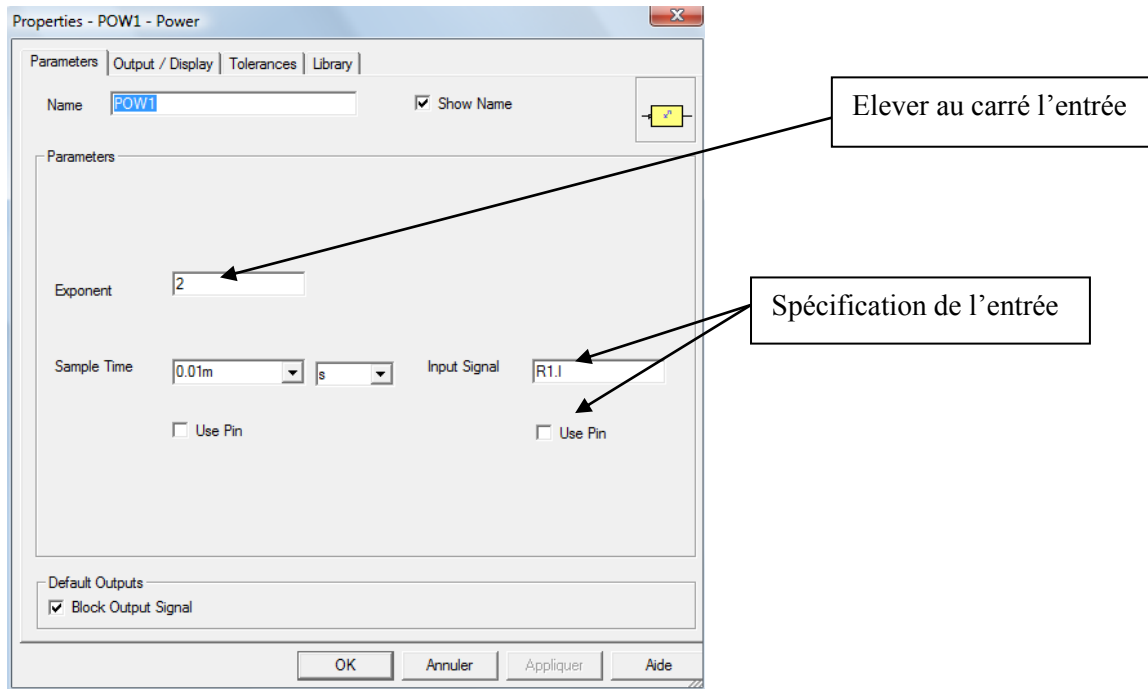 Properties - POW1 - Power
x
Parameters Output / Display Tolerances Library
Name POW1 Show Name
Elever au carré l’entrée
Parameters
Exponent 2
Spécification de l’entrée
Sample Time 0.01m s Input Signal R1.I
Use Pin Use Pin
Default Outputs
Block Output Signal
OK Annuler Appliquer Aide